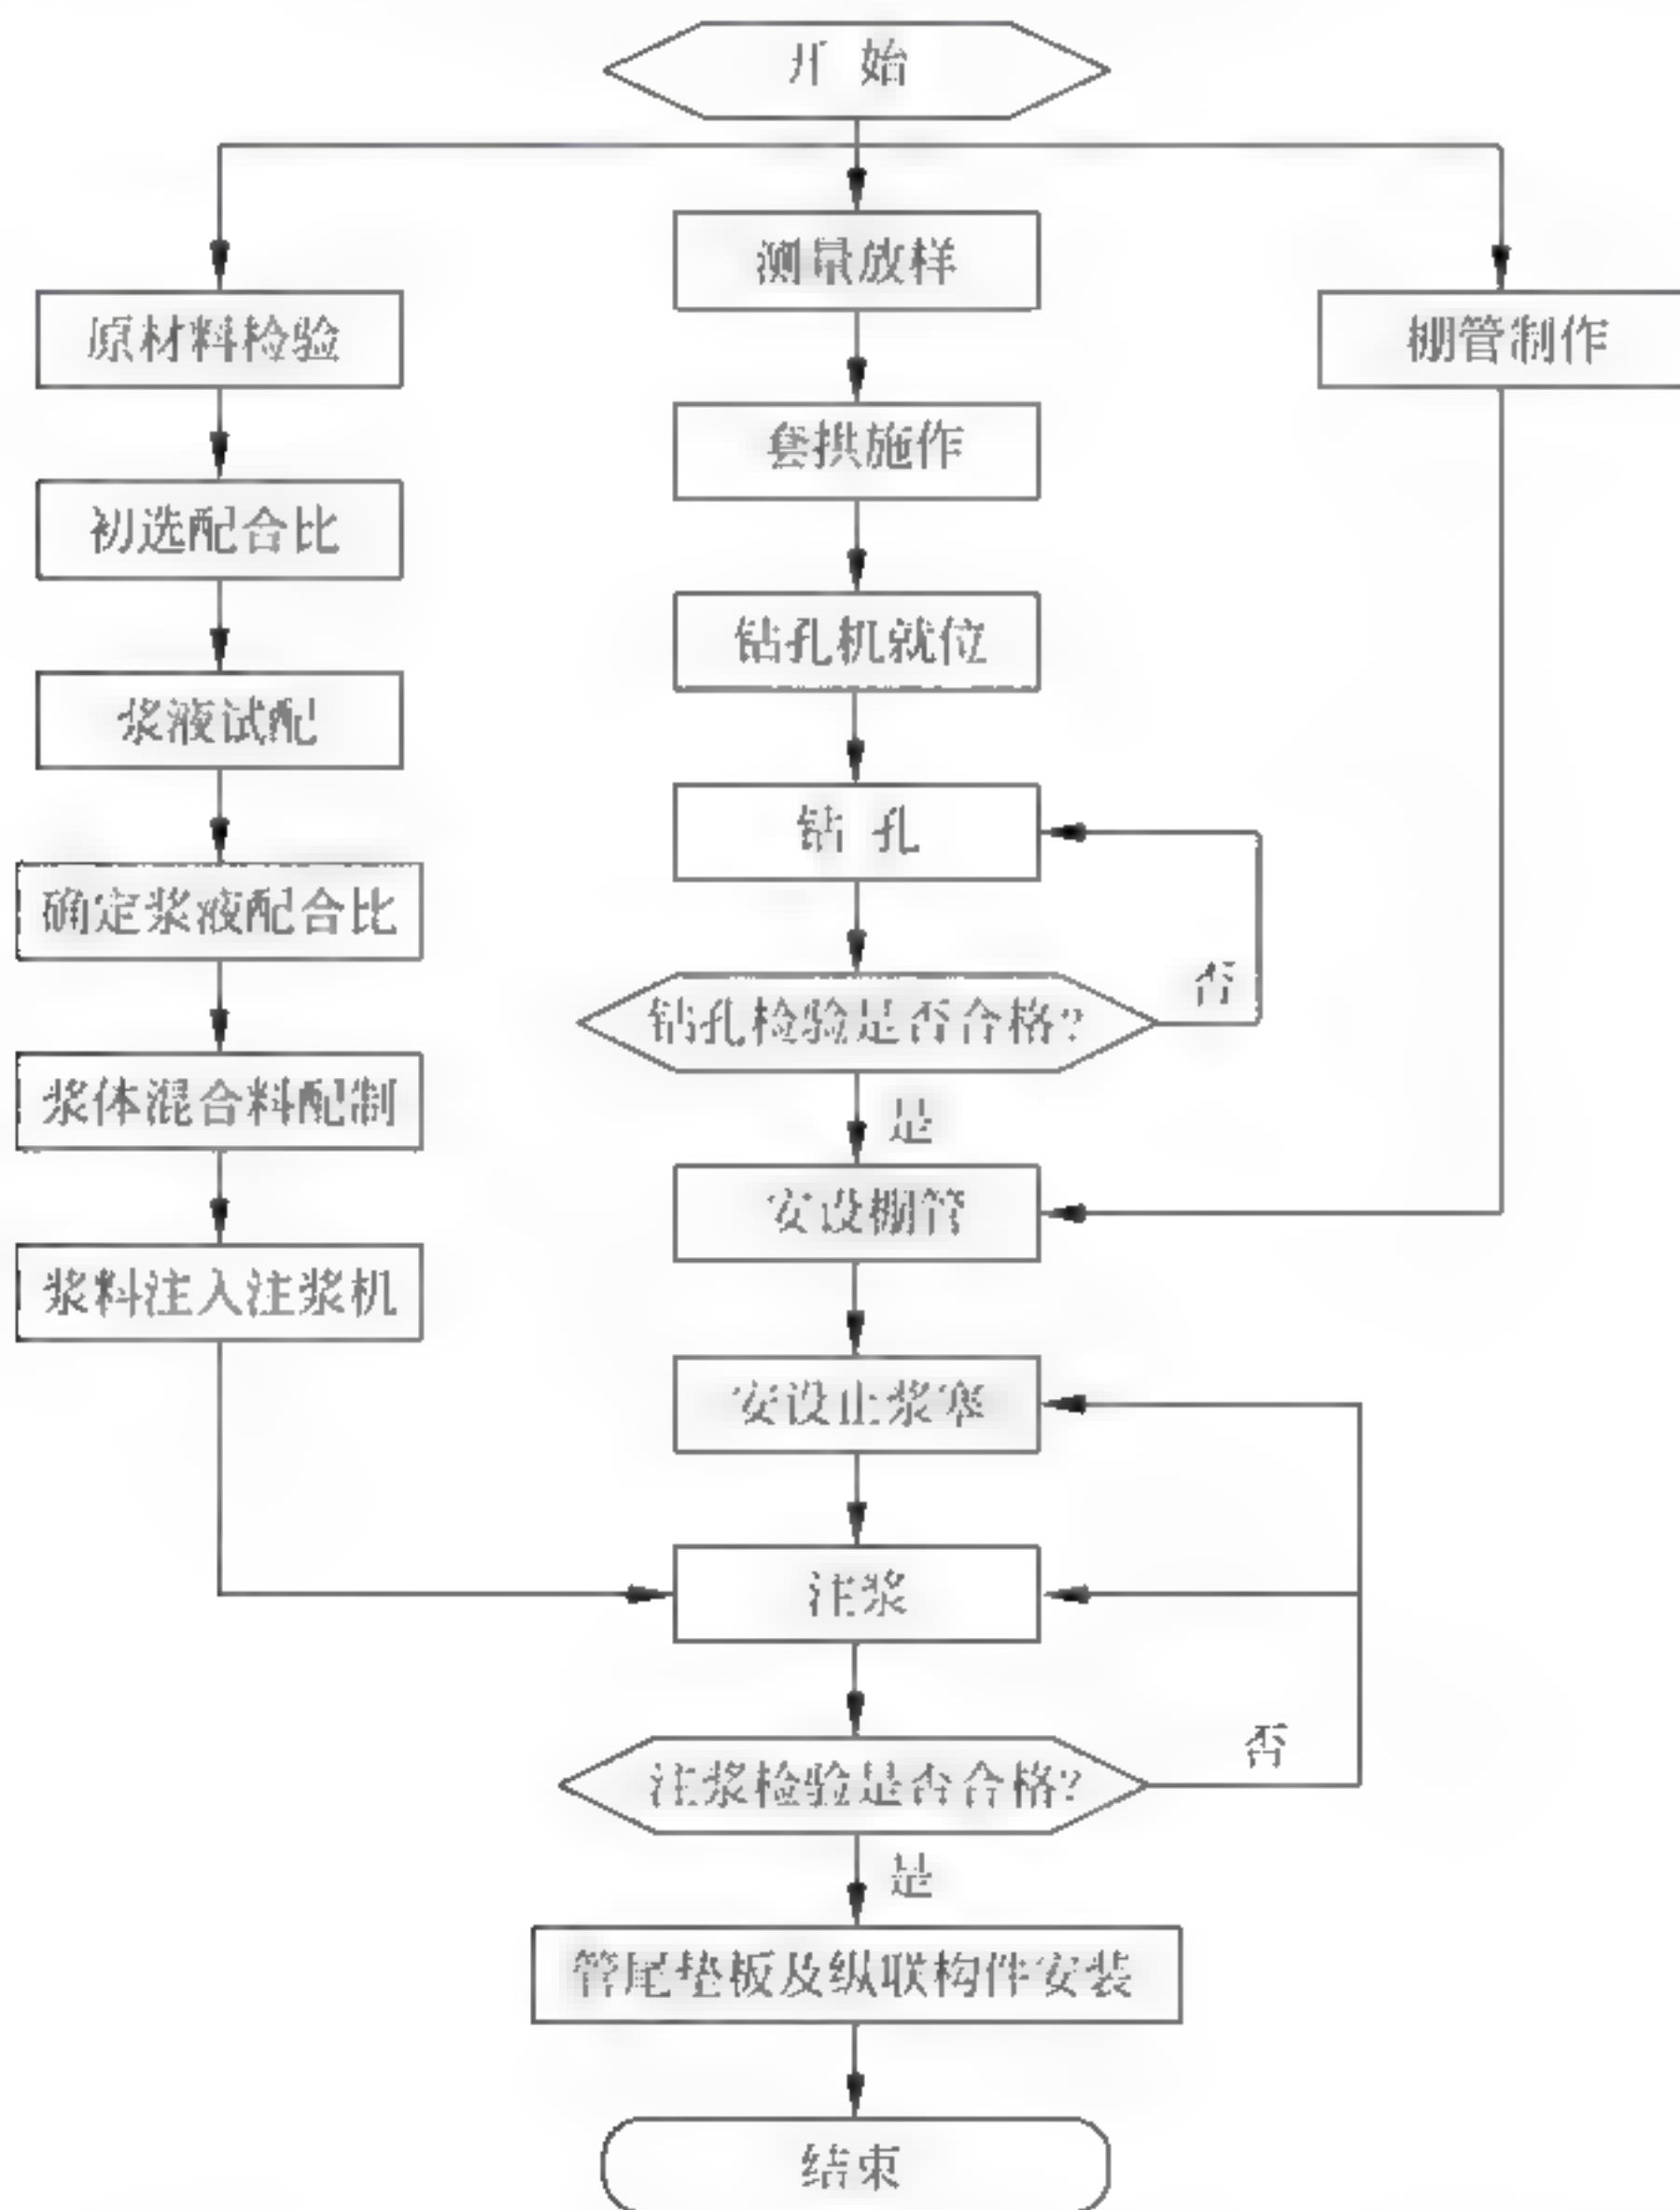 开 始
测量放样
原材料检验
棚管制作
套拱施作
初选配合比
钻孔机就位
浆液试配
钻 孔
确定浆液配合比
否
钻孔检验是否合格?
浆体混合料配制
是
安设棚管
浆料注入注浆机
安设止浆塞
注浆
否
注浆检验是否合格?
是
管尾垫板及纵联构件安装
结束